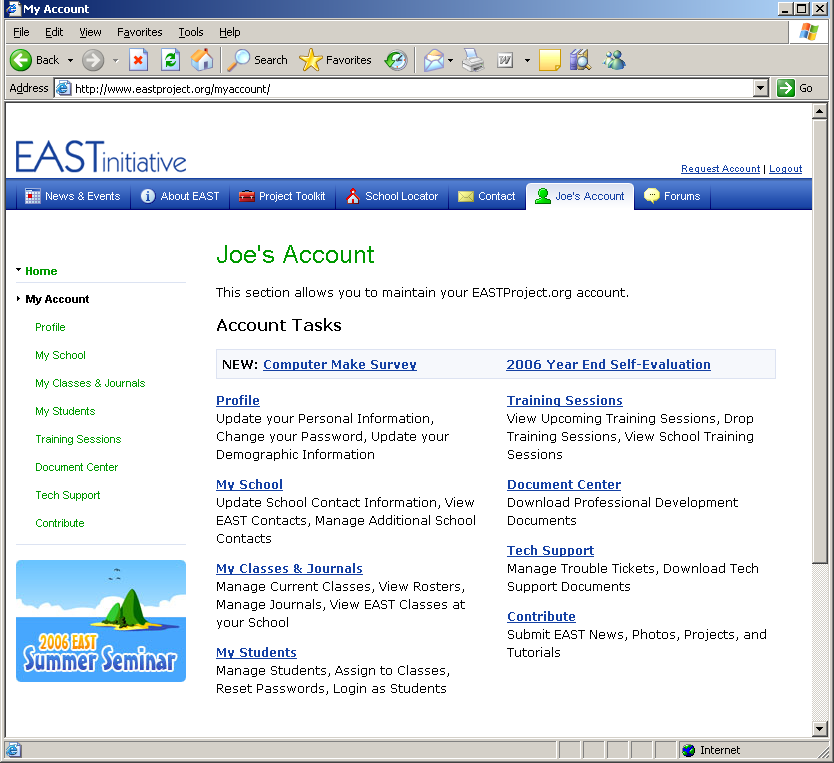 My Account
File Edit View Favorites Tools Help
Back Search Favorites
Address http://www.eastproject.org/myaccount/ Go
EASTinitiative
Request Account | Logout
News & Events About EAST Project Toolkit School Locator Contact Joe's Account Forums
Home
My Account
Profile
My School
My Classes & Journals
My Students
Training Sessions
Document Center
Tech Support
Contribute
2006 EAST
Summer Seminar
Joe's Account
This section allows you to maintain your EASTProject.org account.
Account Tasks
NEW: Computer Make Survey 2006 Year End Self-Evaluation
Profile
Update your Personal Information,
Change your Password, Update your
Demographic Information
My School
Update School Contact Information, View
EAST Contacts, Manage Additional School
Contacts
My Classes & Journals
Manage Current Classes, View Rosters,
Manage Journals, View EAST Classes at
your School
My Students
Manage Students, Assign to Classes,
Reset Passwords, Login as Students
Training Sessions
View Upcoming Training Sessions, Drop
Training Sessions, View School Training
Sessions
Document Center
Download Professional Development
Documents
Tech Support
Manage Trouble Tickets, Download Tech
Support Documents
Contribute
Submit EAST News, Photos, Projects, and
Tutorials
Internet